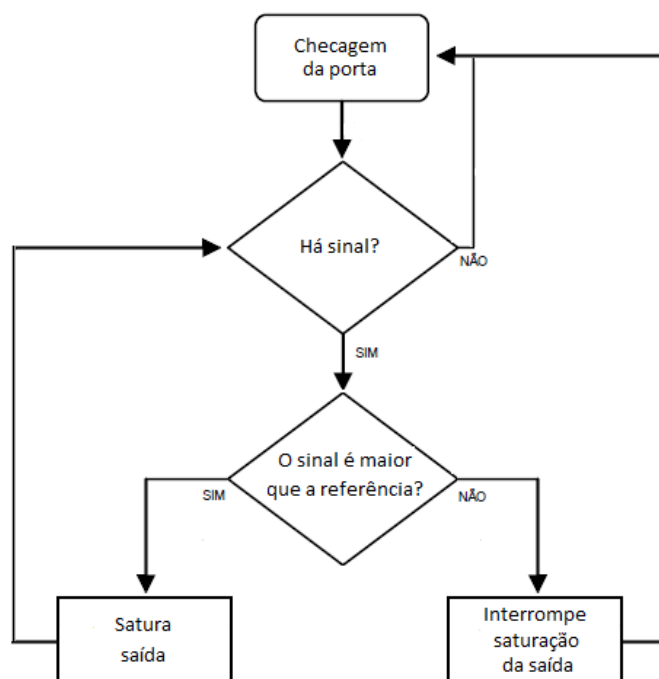 Checagem
da porta
Há sinal?
NÃO
SIM
O sinal é maior
que a referência?
SIM
NÃO
Satura
saída
Interrompe
saturação
da saída